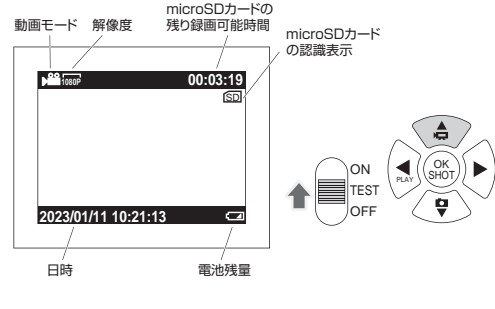 microSDカードの
残り録画可能時間
動画モード 解像度
microSDカード
の認識表示
1080P 00:03:19
SD
ON
TEST
OFF
OK
SHOT
PLAY
2023/01/11 10:21:13
日時
電池残量